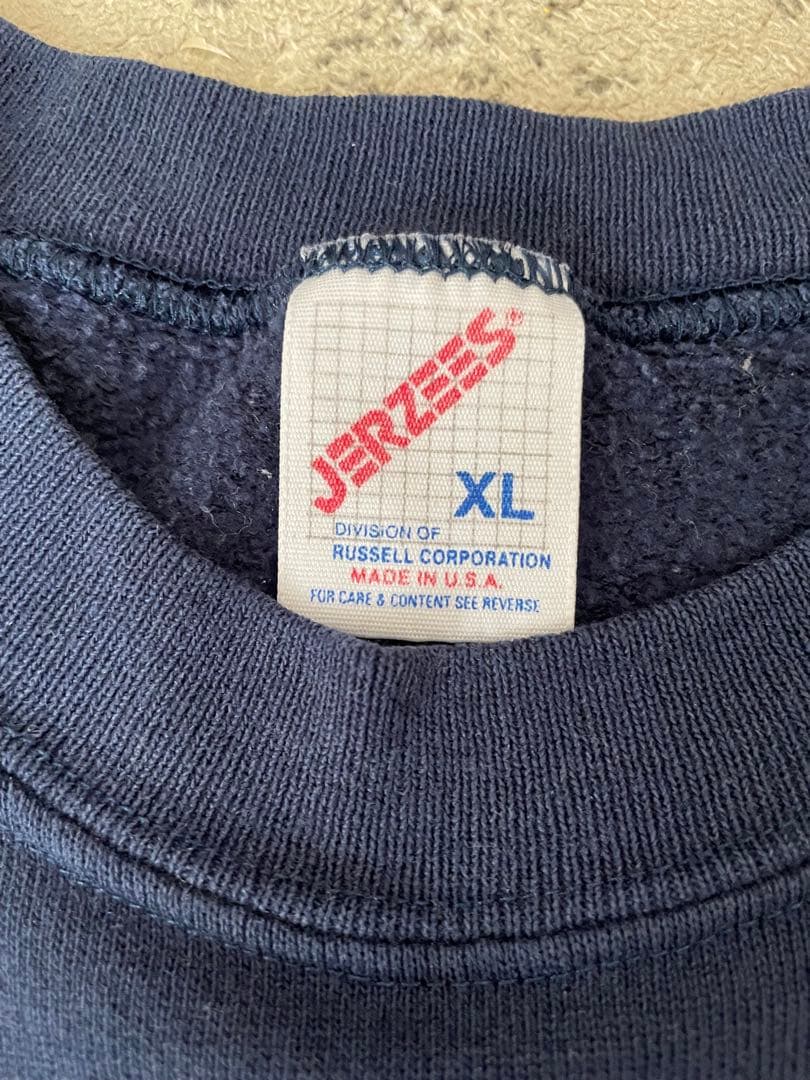 JERZEES®
XL
DIVISION OF
RUSSELL CORPORATION
MADE IN U.S.A.
FOR CARE & CONTENT SEE REVERSE